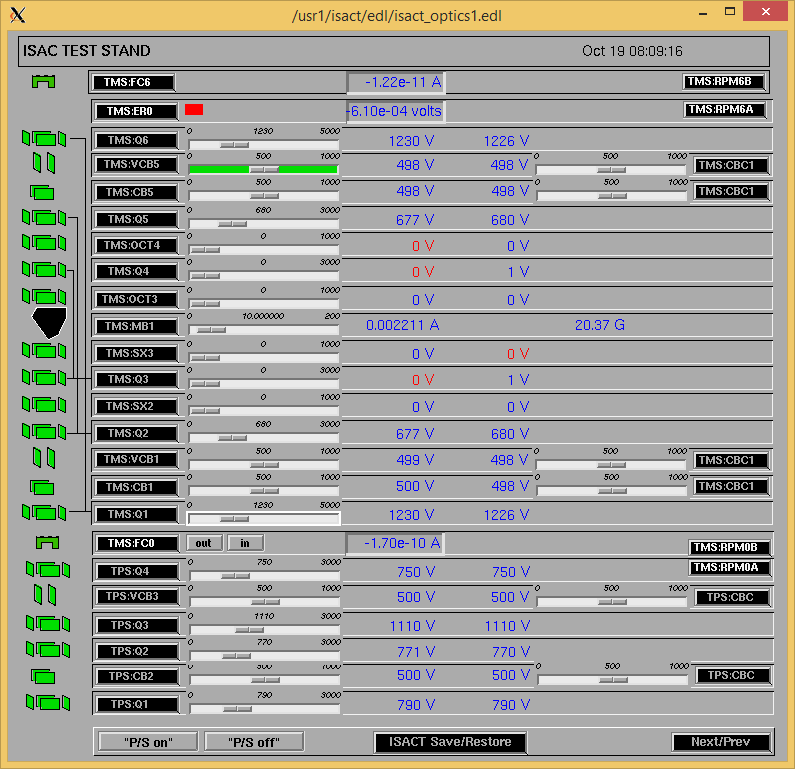 /usr1/isact/edl/isact_optics1.edl
ISAC TEST STAND Oct 19 08:09:16
TMS:FC6 -1.22e-11 A TMS:RPM6B
TMS:ER0 -6.10e-04 volts TMS:RPM6A
0 1230 5000
TMS:Q6 1230 V 1226 V
0 500 1000 0 500 1000
TMS:VCB5 498 V 498 V TMS:CBC1
0 500 1000 0 500 1000
TMS:CB5 498 V 498 V TMS:CBC1
0 680 3000
TMS:Q5 677 V 680 V
0 0 1000
TMS:OCT4 0 V 0 V
0 0 3000
TMS:Q4 0 V 1 V
0 0 1000
TMS:OCT3 0 V 0 V
0 10.000000 200
TMS:MB1 0.002211 A 20.37 G
0 0 1000
TMS:SX3 0 V 0 V
0 0 3000
TMS:Q3 0 V 1 V
0 0 1000
TMS:SX2 0 V 0 V
0 680 3000
TMS:Q2 677 V 680 V
0 500 1000 0 500 1000
TMS:VCB1 499 V 498 V TMS:CBC1
0 500 1000 0 500 1000
TMS:CB1 500 V 498 V TMS:CBC1
0 1230 5000
TMS:Q1 1230 V 1226 V
TMS:FC0 out in -1.70e-10 A TMS:RPM0B
0 750 3000 TMS:RPM0A
TPS:Q4 750 V 750 V
0 500 1000 0 500 1000
TPS:VCB3 500 V 500 V TPS:CBC
0 1110 3000
TPS:Q3 1110 V 1110 V
0 770 3000
TPS:Q2 771 V 770 V
0 500 1000 0 500 1000
TPS:CB2 500 V 500 V TPS:CBC
0 790 3000
TPS:Q1 790 V 790 V
"P/S on" "P/S off" ISACT Save/Restore Next/Prev